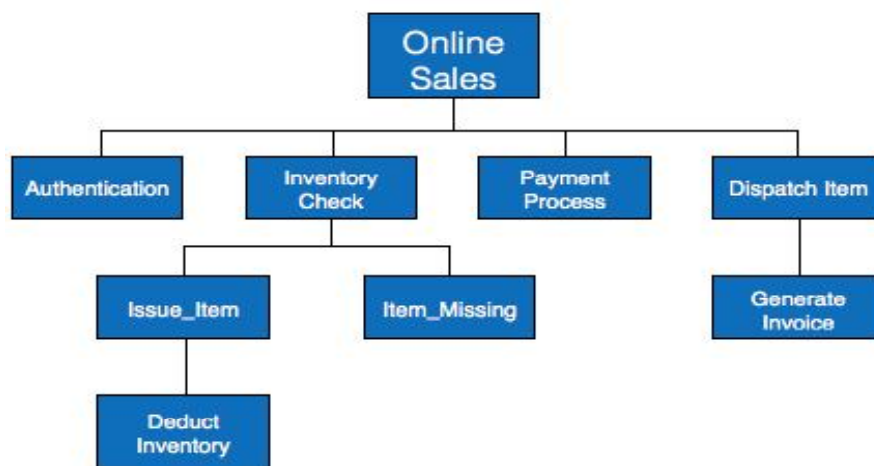 Online
Sales
Authentication
Inventory
Check
Payment
Process
Dispatch Item
Issue_Item
Item_Missing
Generate
Invoice
Deduct
Inventory